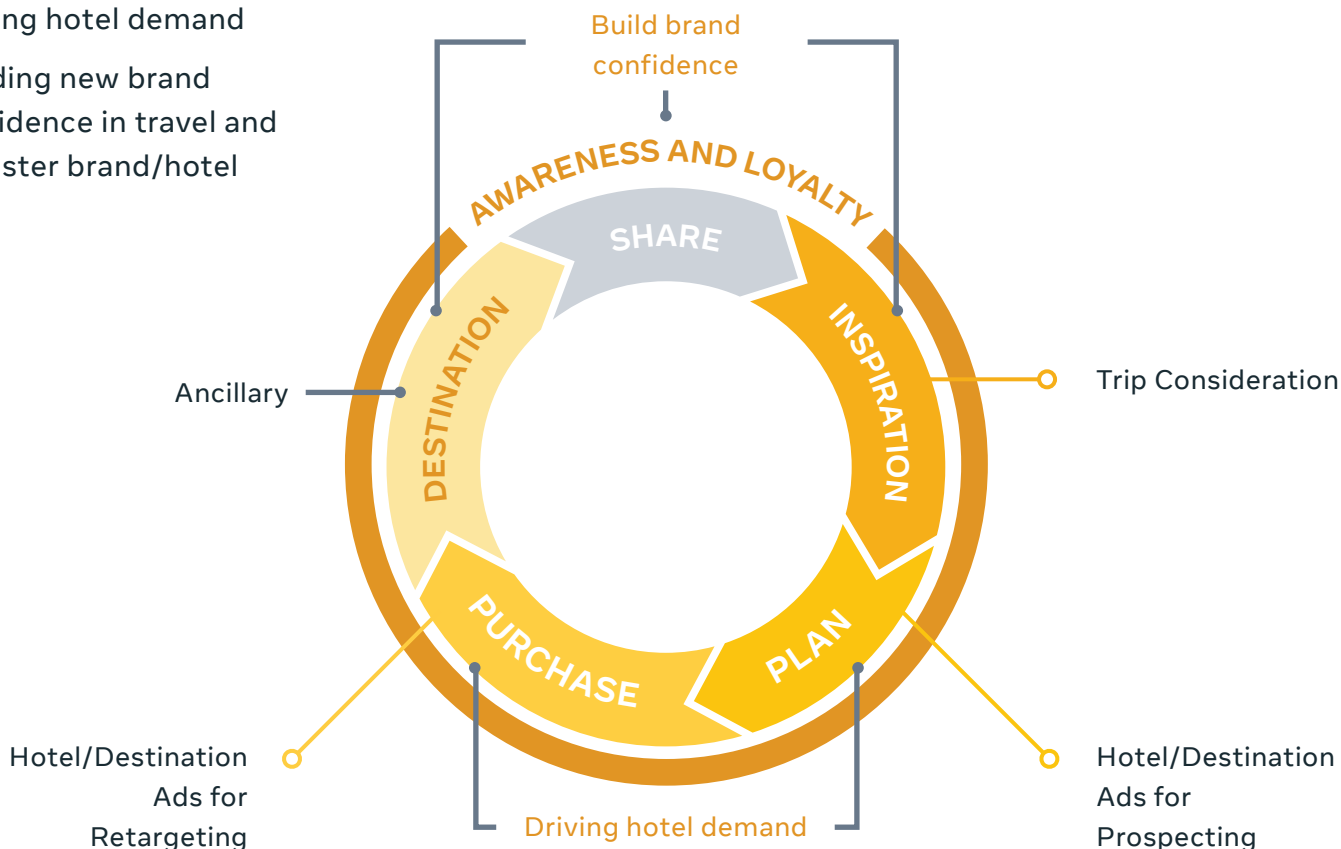 ng hotel demand
ding new brand
idence in travel and
ster brand/hotel
Build brand
confidence
AWARENESS AND LOYALTY
SHARE
INSPIRATION
DESTINATION
Ancillary
Trip Consideration
PURCHASE
PLAN
Hotel/Destination
Ads for
Retargeting
Driving hotel demand
Hotel/Destination
Ads for
Prospecting